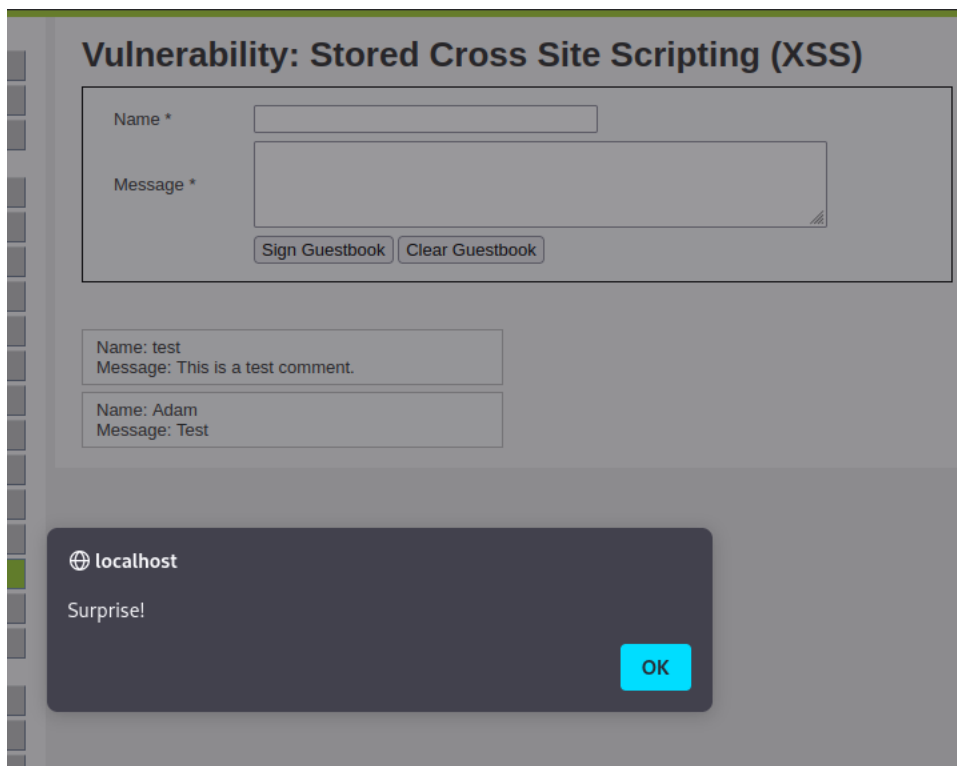 Vulnerability: Stored Cross Site Scripting (XSS)
Name *
Message *
Sign Guestbook Clear Guestbook
Name: test
Message: This is a test comment.
Name: Adam
Message: Test
localhost
Surprise!
OK